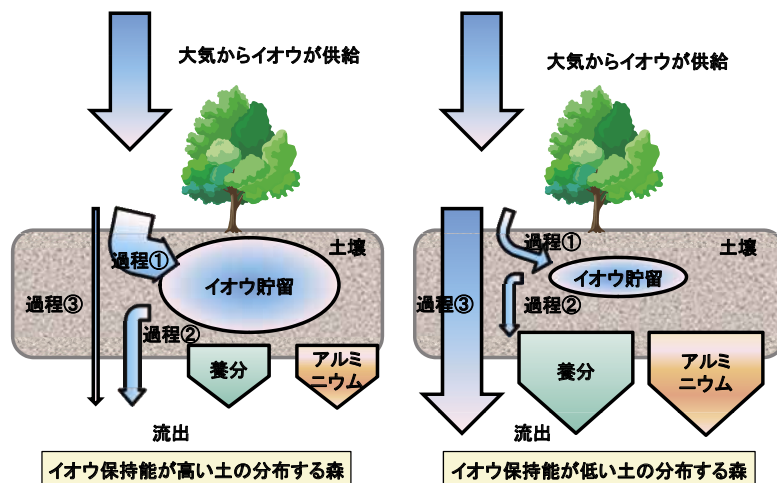 大気からイオウが供給
土壌
過程①
イオウ貯留
過程③
過程②
養分
アルミ
ニウム
流出
イオウ保持能が高い土の分布する森
大気からイオウが供給
過程①
土壌
イオウ貯留
過程③
過程②
養分
アルミ
ニウム
流出
イオウ保持能が低い土の分布する森